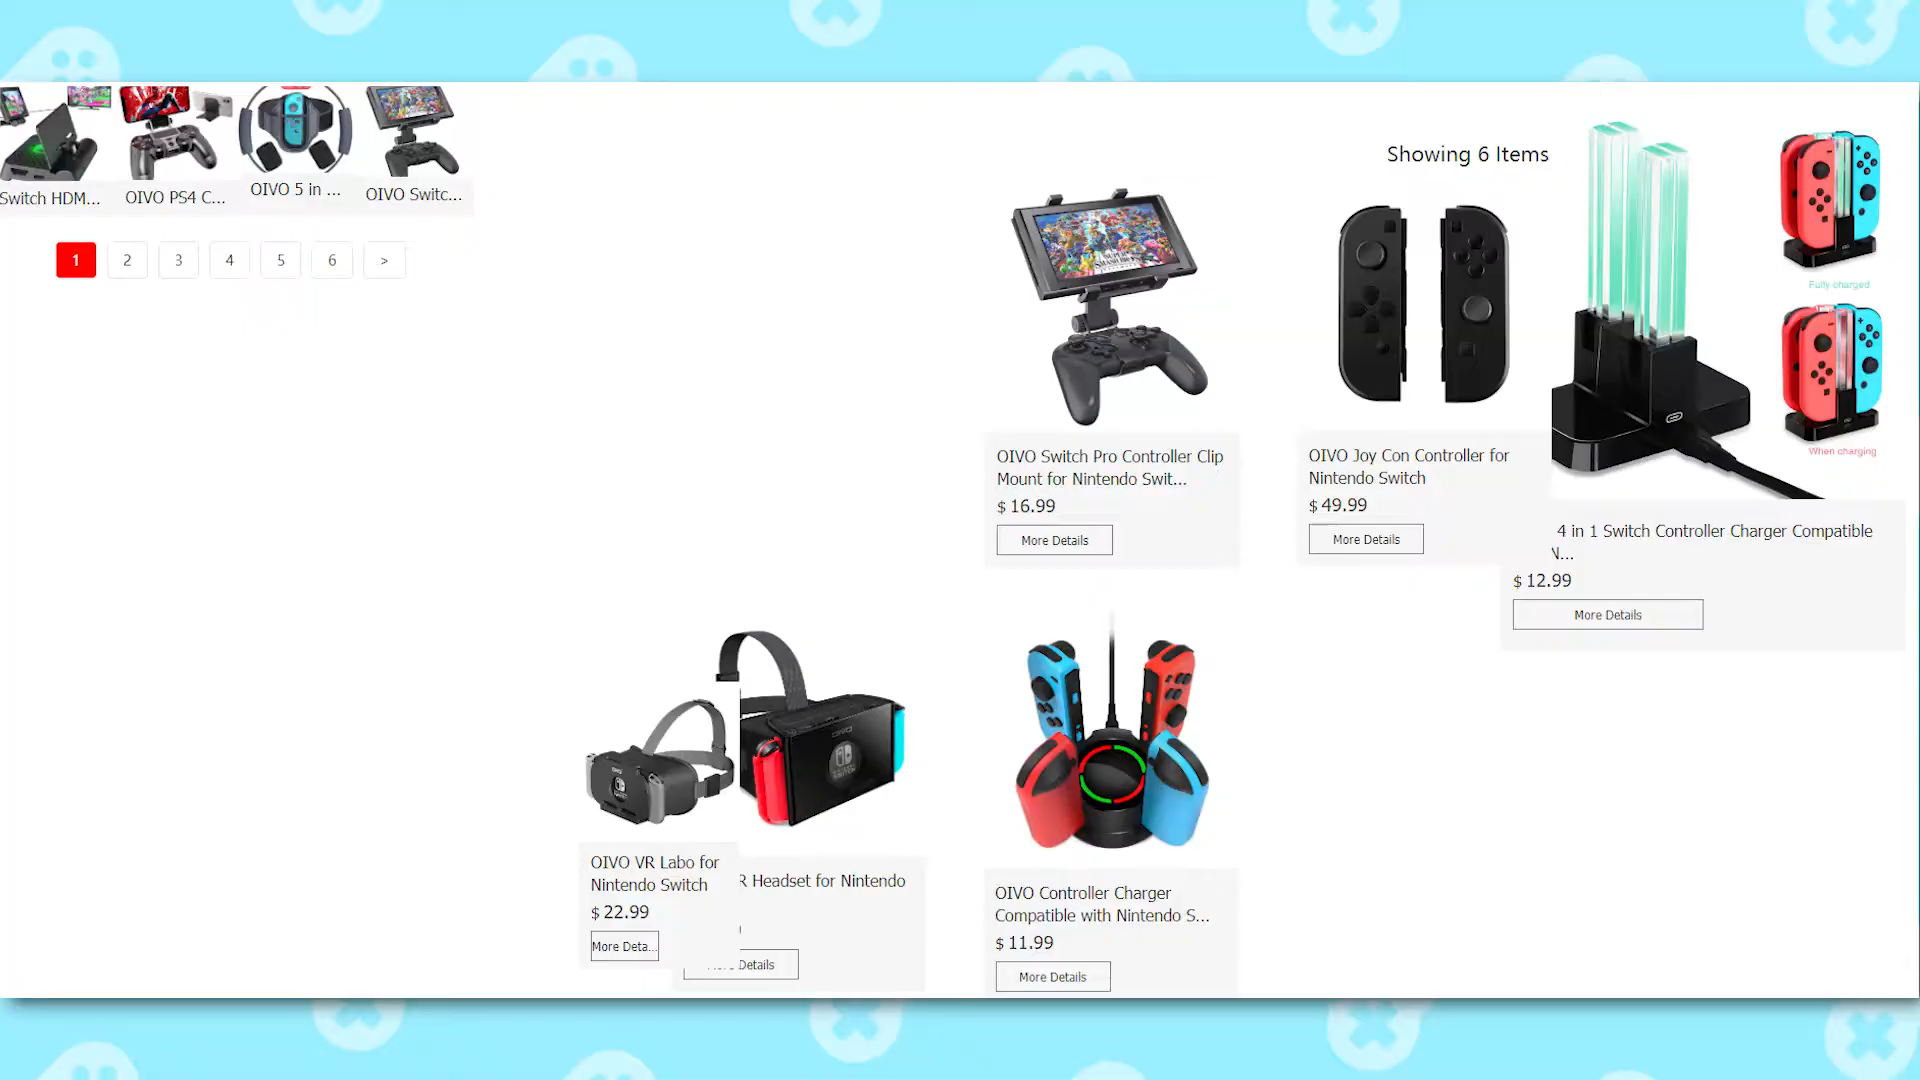 Switch HDM...
OIVO PS4 C...
OIVO 5 in ...
OIVO Switc...
1 2 3 4 5 6 >
Showing 6 Items
Fully charged
When charging
OIVO Switch Pro Controller Clip
Mount for Nintendo Swit...
$ 16.99
More Details
OIVO Joy Con Controller for
Nintendo Switch
$ 49.99
More Details
4 in 1 Switch Controller Charger Compatible
N...
$ 12.99
More Details
OIVO VR Labo for
Nintendo Switch
$ 22.99
More Deta...
R Headset for Nintendo
Details
OIVO Controller Charger
Compatible with Nintendo S...
$ 11.99
More Details